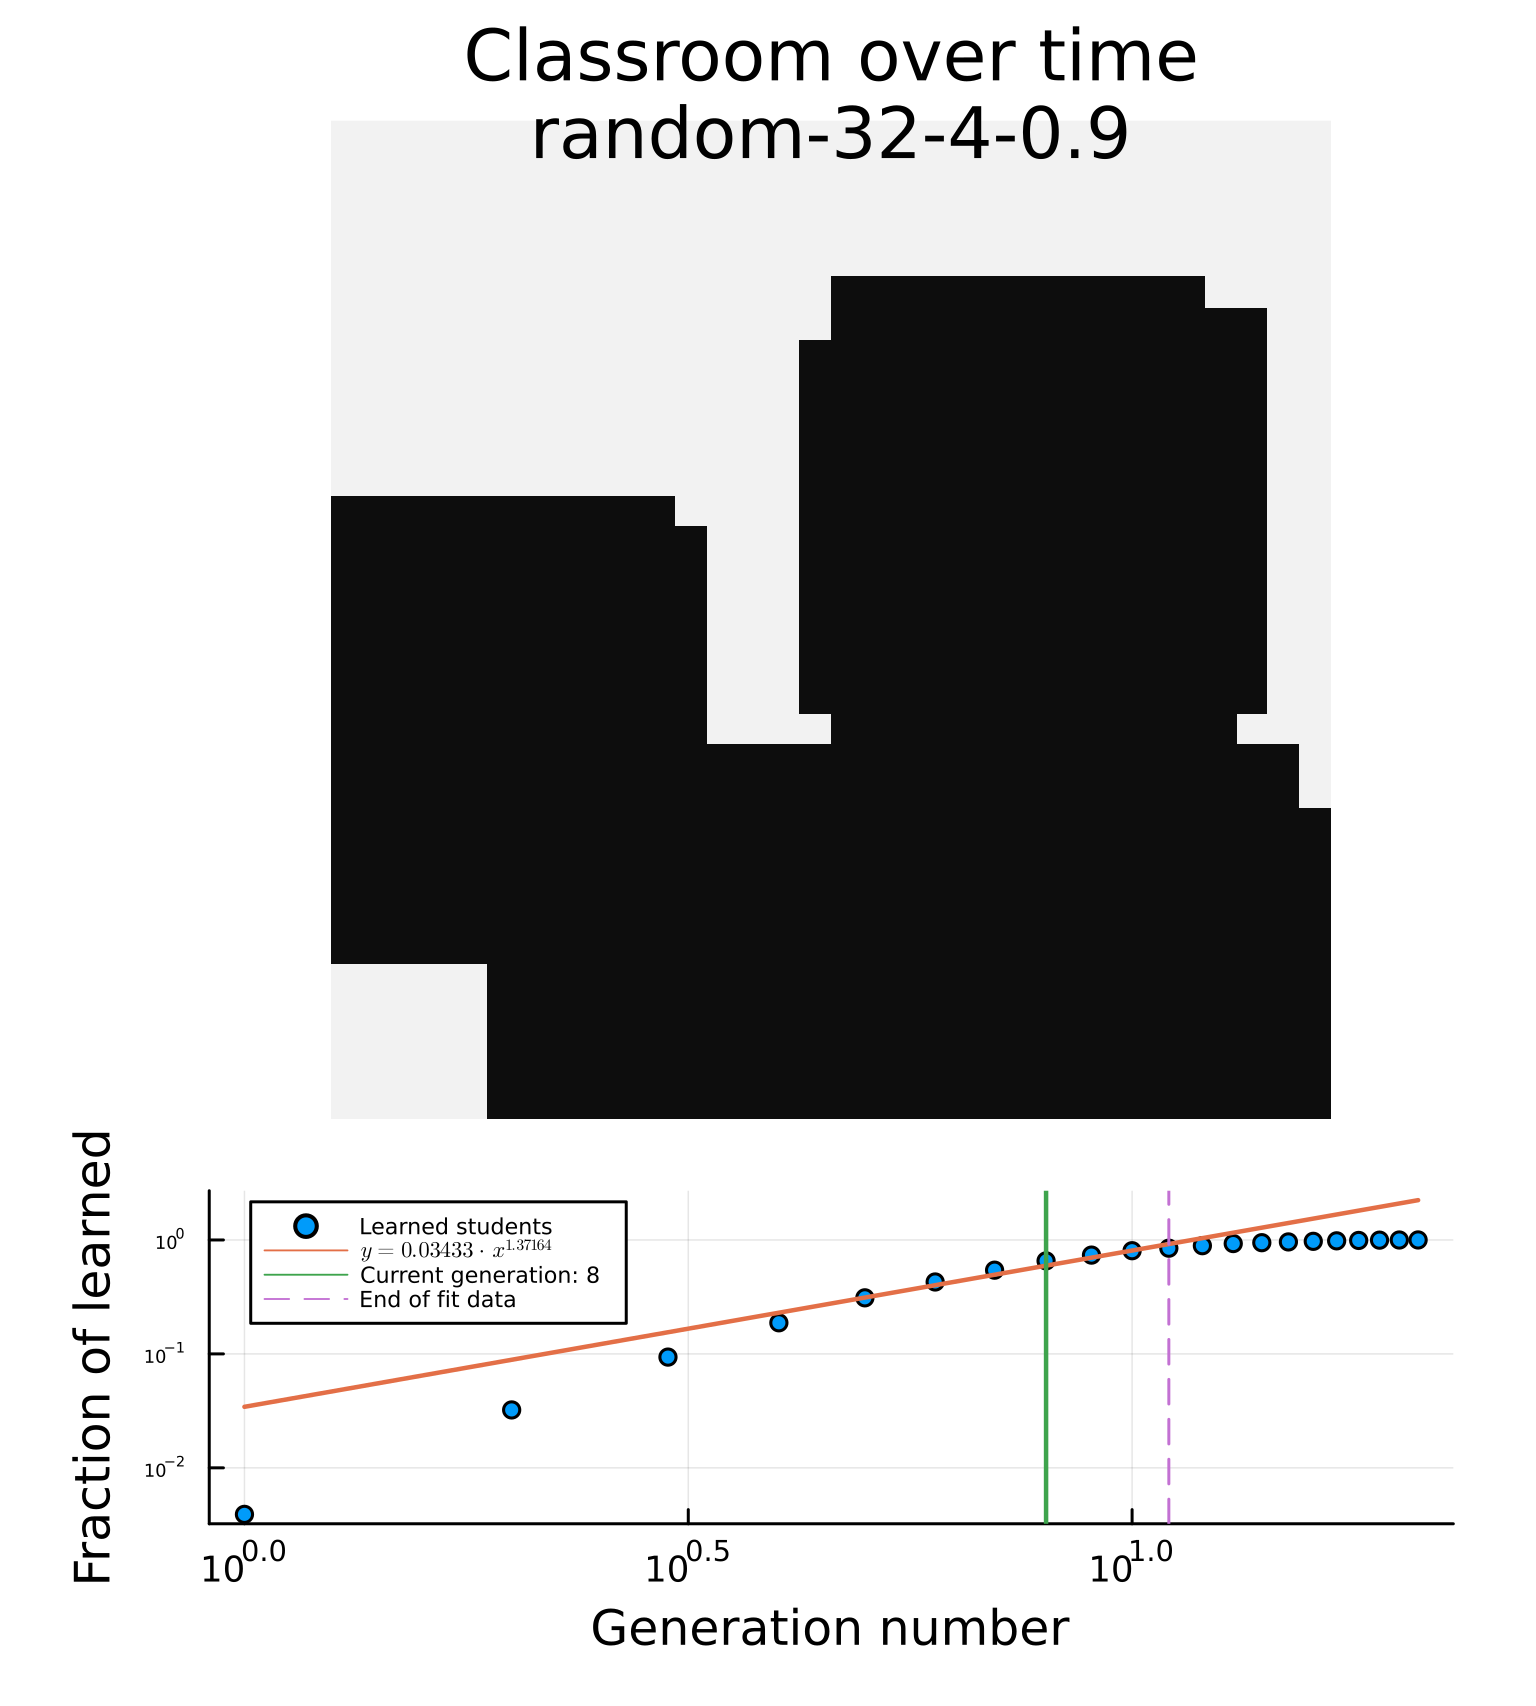 Classroom over time
random-32-4-0.9
Fraction of learned
10^0
10^−1
10^−2
Learned students
y = 0.03433 · x^1.37164
Current generation: 8
End of fit data
10^0.0
10^0.5
10^1.0
Generation number